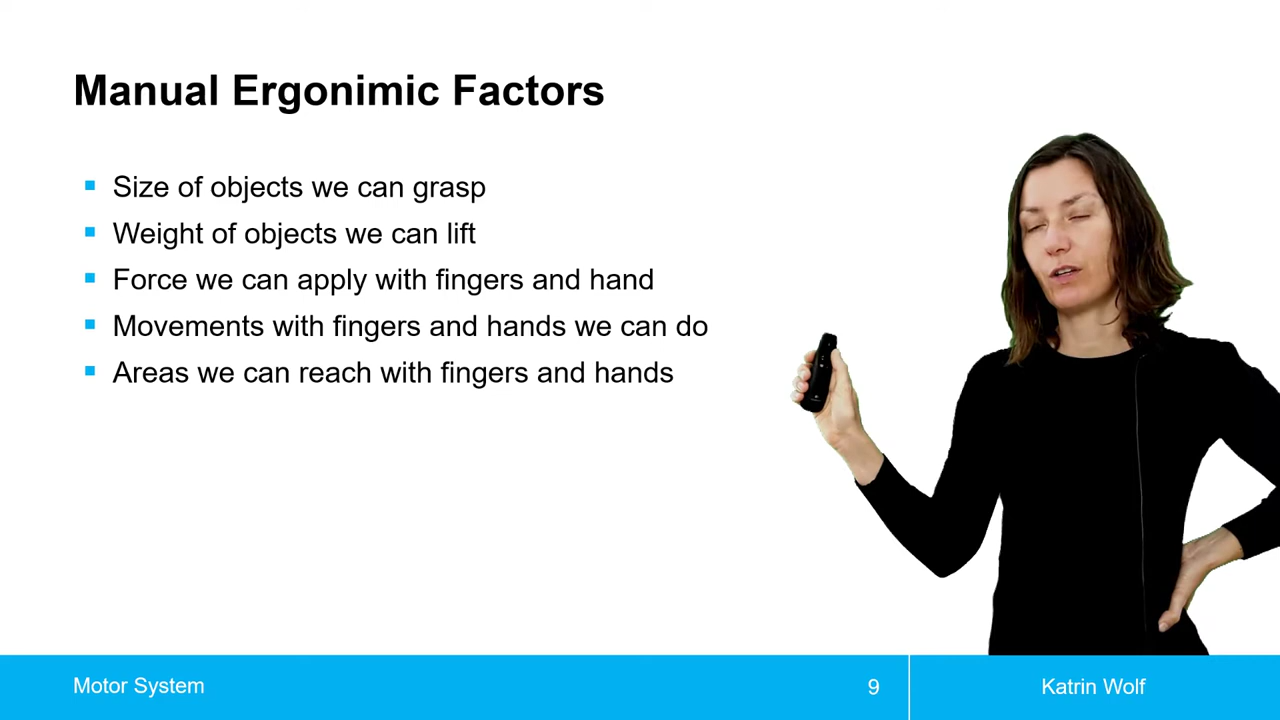 Manual Ergonimic Factors
Size of objects we can grasp
Weight of objects we can lift
Force we can apply with fingers and hand
Movements with fingers and hands we can do
Areas we can reach with fingers and hands
Motor System
9
Katrin Wolf